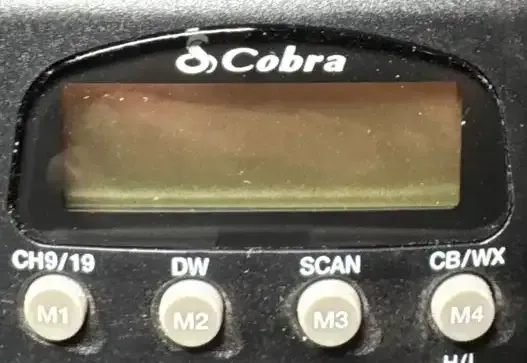 Cobra
CH9/19 DW SCAN CB/WX
M1 M2 M3 M4
H/L